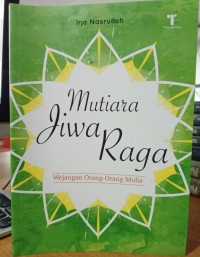 Irja Nasrullah
T
Mutiara
Jiwa
Raga
Wejangan Orang-Orang Mulia